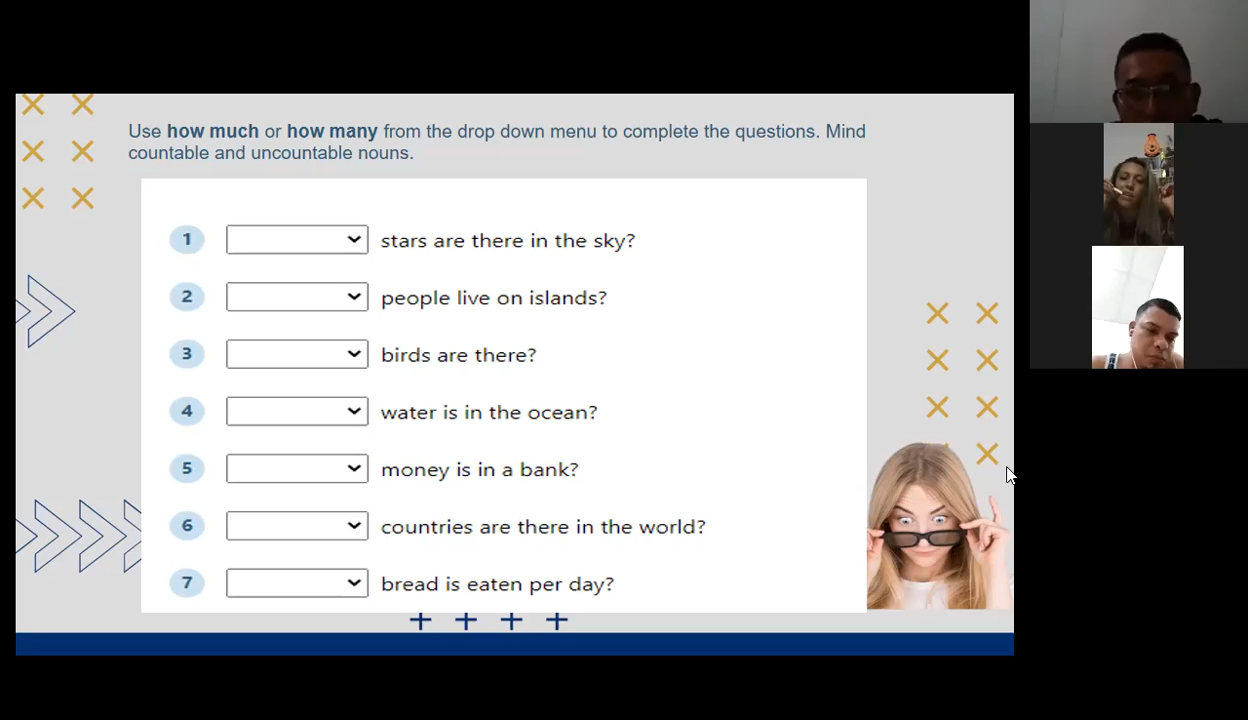 Use how much or how many from the drop down menu to complete the questions. Mind
countable and uncountable nouns.
1 stars are there in the sky?
2 people live on islands?
3 birds are there?
4 water is in the ocean?
5 money is in a bank?
6 countries are there in the world?
7 bread is eaten per day?